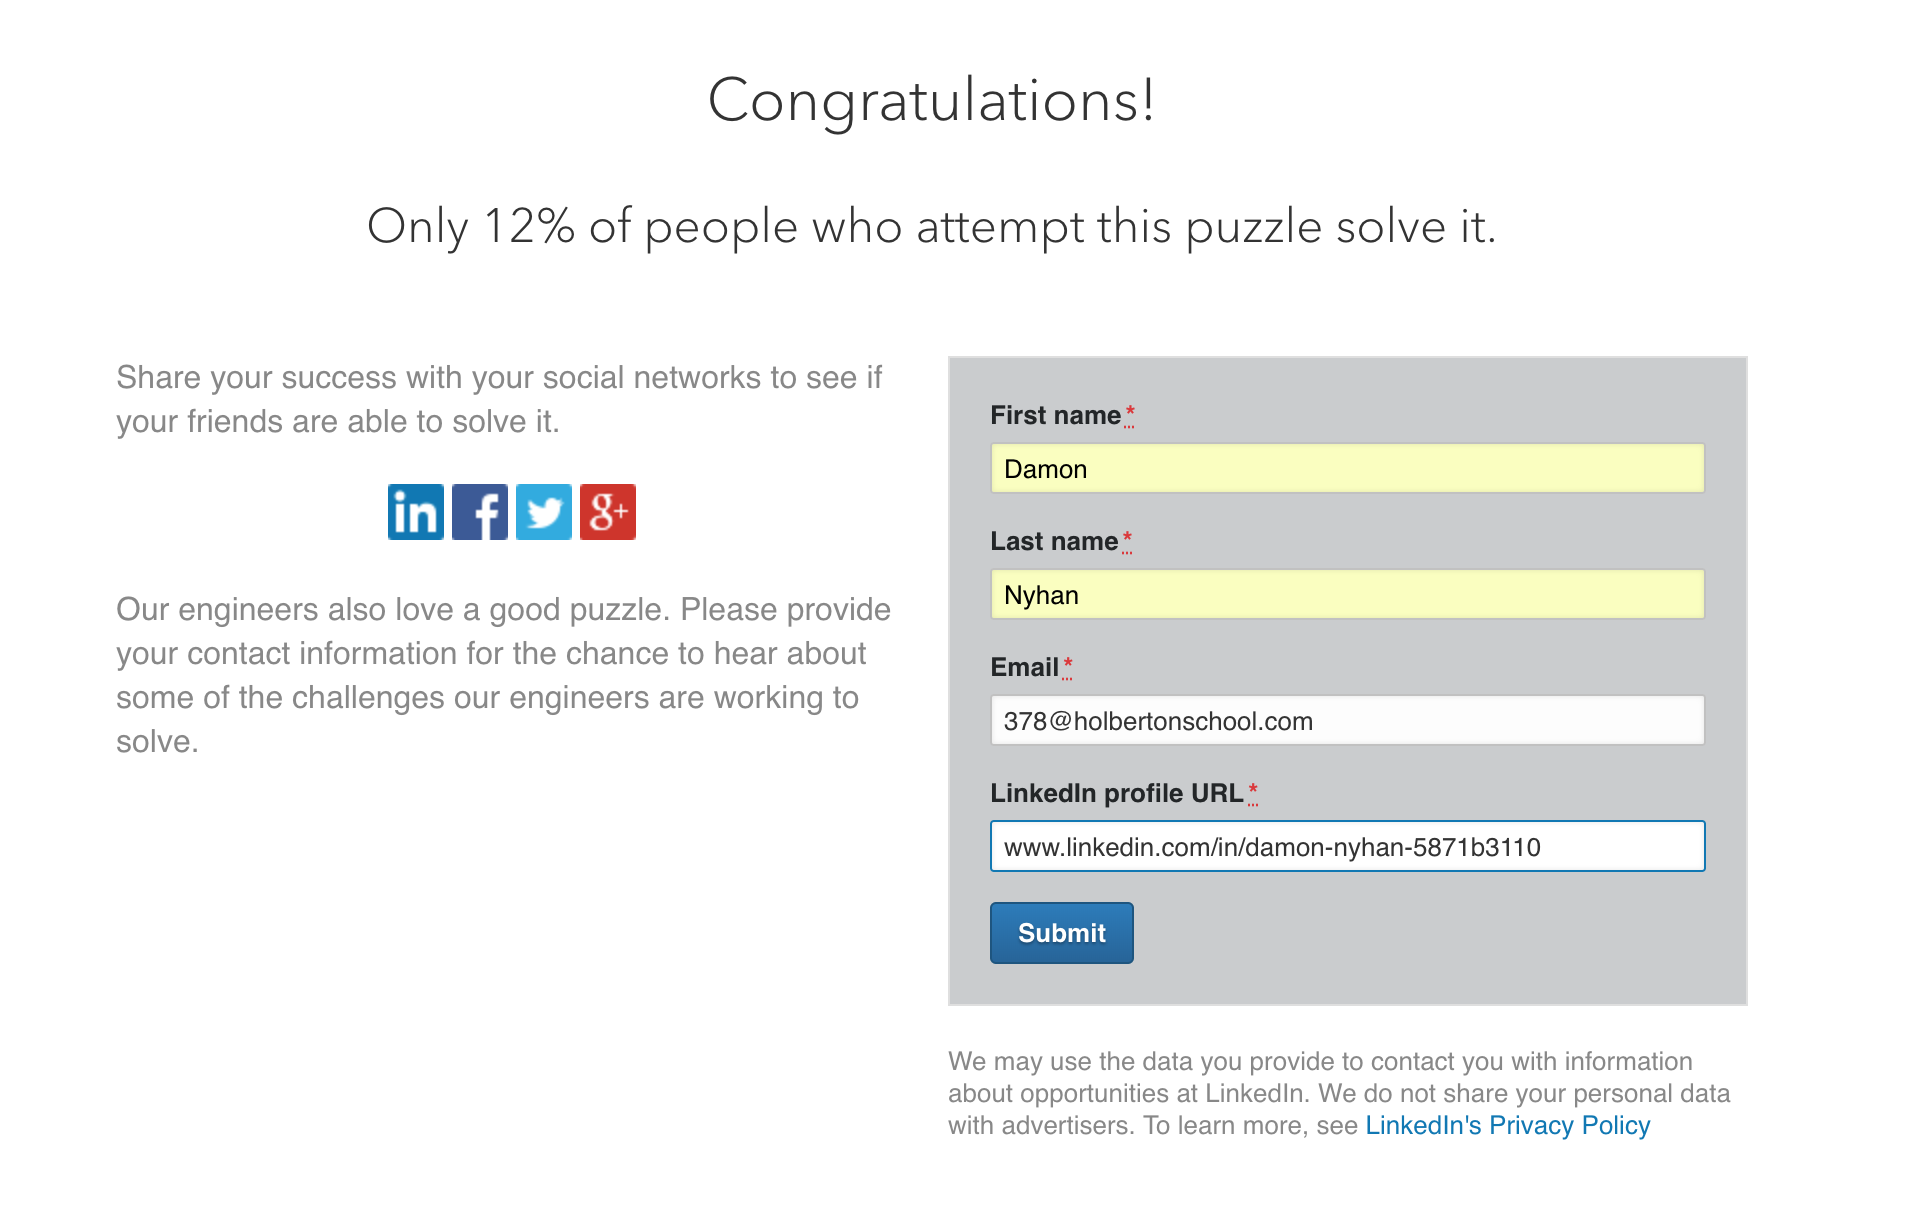 Congratulations!
Only 12% of people who attempt this puzzle solve it.
Share your success with your social networks to see if
your friends are able to solve it.
in f g+
Our engineers also love a good puzzle. Please provide
your contact information for the chance to hear about
some of the challenges our engineers are working to
solve.
First name*
Damon
Last name*
Nyhan
Email*
378@holbertonschool.com
LinkedIn profile URL*
www.linkedin.com/in/damon-nyhan-5871b3110
Submit
We may use the data you provide to contact you with information
about opportunities at LinkedIn. We do not share your personal data
with advertisers. To learn more, see LinkedIn's Privacy Policy